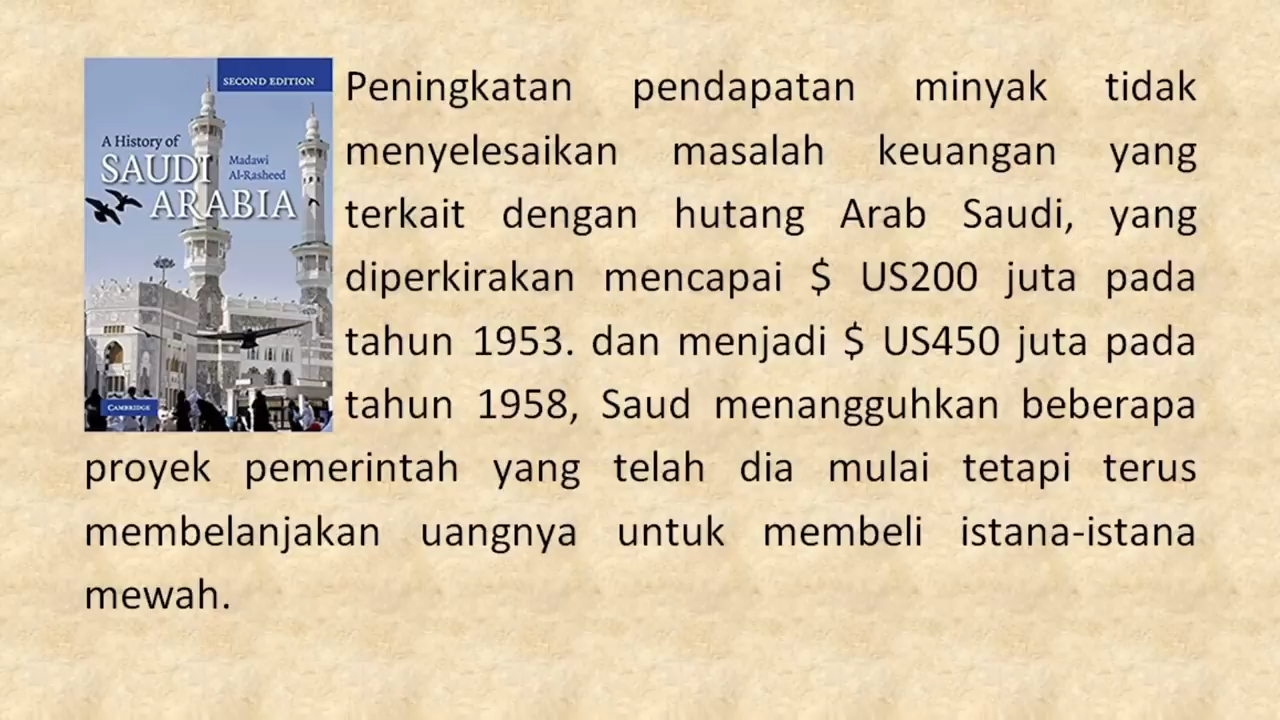 SECOND EDITION
A History of
SAUDI
ARABIA
Madawi
Al-Rasheed
CAMBRIDGE
Peningkatan pendapatan minyak tidak
menyelesaikan masalah keuangan yang
terkait dengan hutang Arab Saudi, yang
diperkirakan mencapai $ US200 juta pada
tahun 1953. dan menjadi $ US450 juta pada
tahun 1958, Saud menangguhkan beberapa
proyek pemerintah yang telah dia mulai tetapi terus
membelanjakan uangnya untuk membeli istana-istana
mewah.